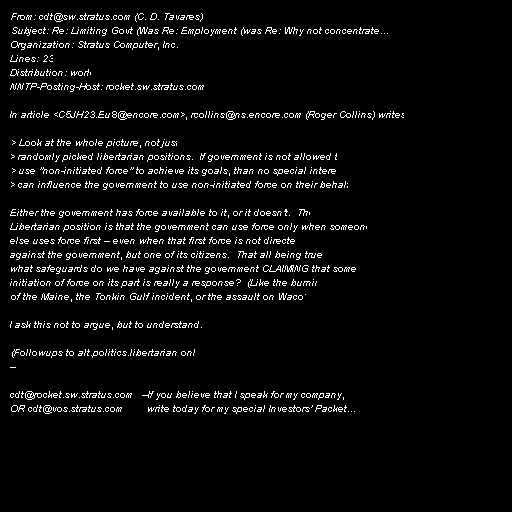 From: cdt@sw.stratus.com (C. D. Tavares)
Subject: Re: Limiting Govt (Was Re: Employment (was Re: Why not concentrate...
Organization: Stratus Computer, Inc.
Lines: 23
Distribution: worl
NNTP-Posting-Host: rocket.sw.stratus.com
In article <C5JH23.Eu8@encore.com>, rcollins@ns.encore.com (Roger Collins) writes
> Look at the whole picture, not jus
> randomly picked libertarian positions. If government is not allowed t
> use "non-initiated force" to achieve its goals, than no special intere
> can influence the government to use non-initiated force on their behal
Either the government has force available to it, or it doesn't. Th
Libertarian position is that the government can use force only when someon
else uses force first -- even when that first force is not directe
against the government, but one of its citizens. That all being true
what safeguards do we have against the government CLAIMING that some
initiation of force on its part is really a response? (Like the burnin
of the Maine, the Tonkin Gulf incident, or the assault on Waco
I ask this not to argue, but to understand.
(Followups to alt.politics.libertarian onl
--
cdt@rocket.sw.stratus.com --If you believe that I speak for my company,
OR cdt@vos.stratus.com write today for my special Investors' Packet...